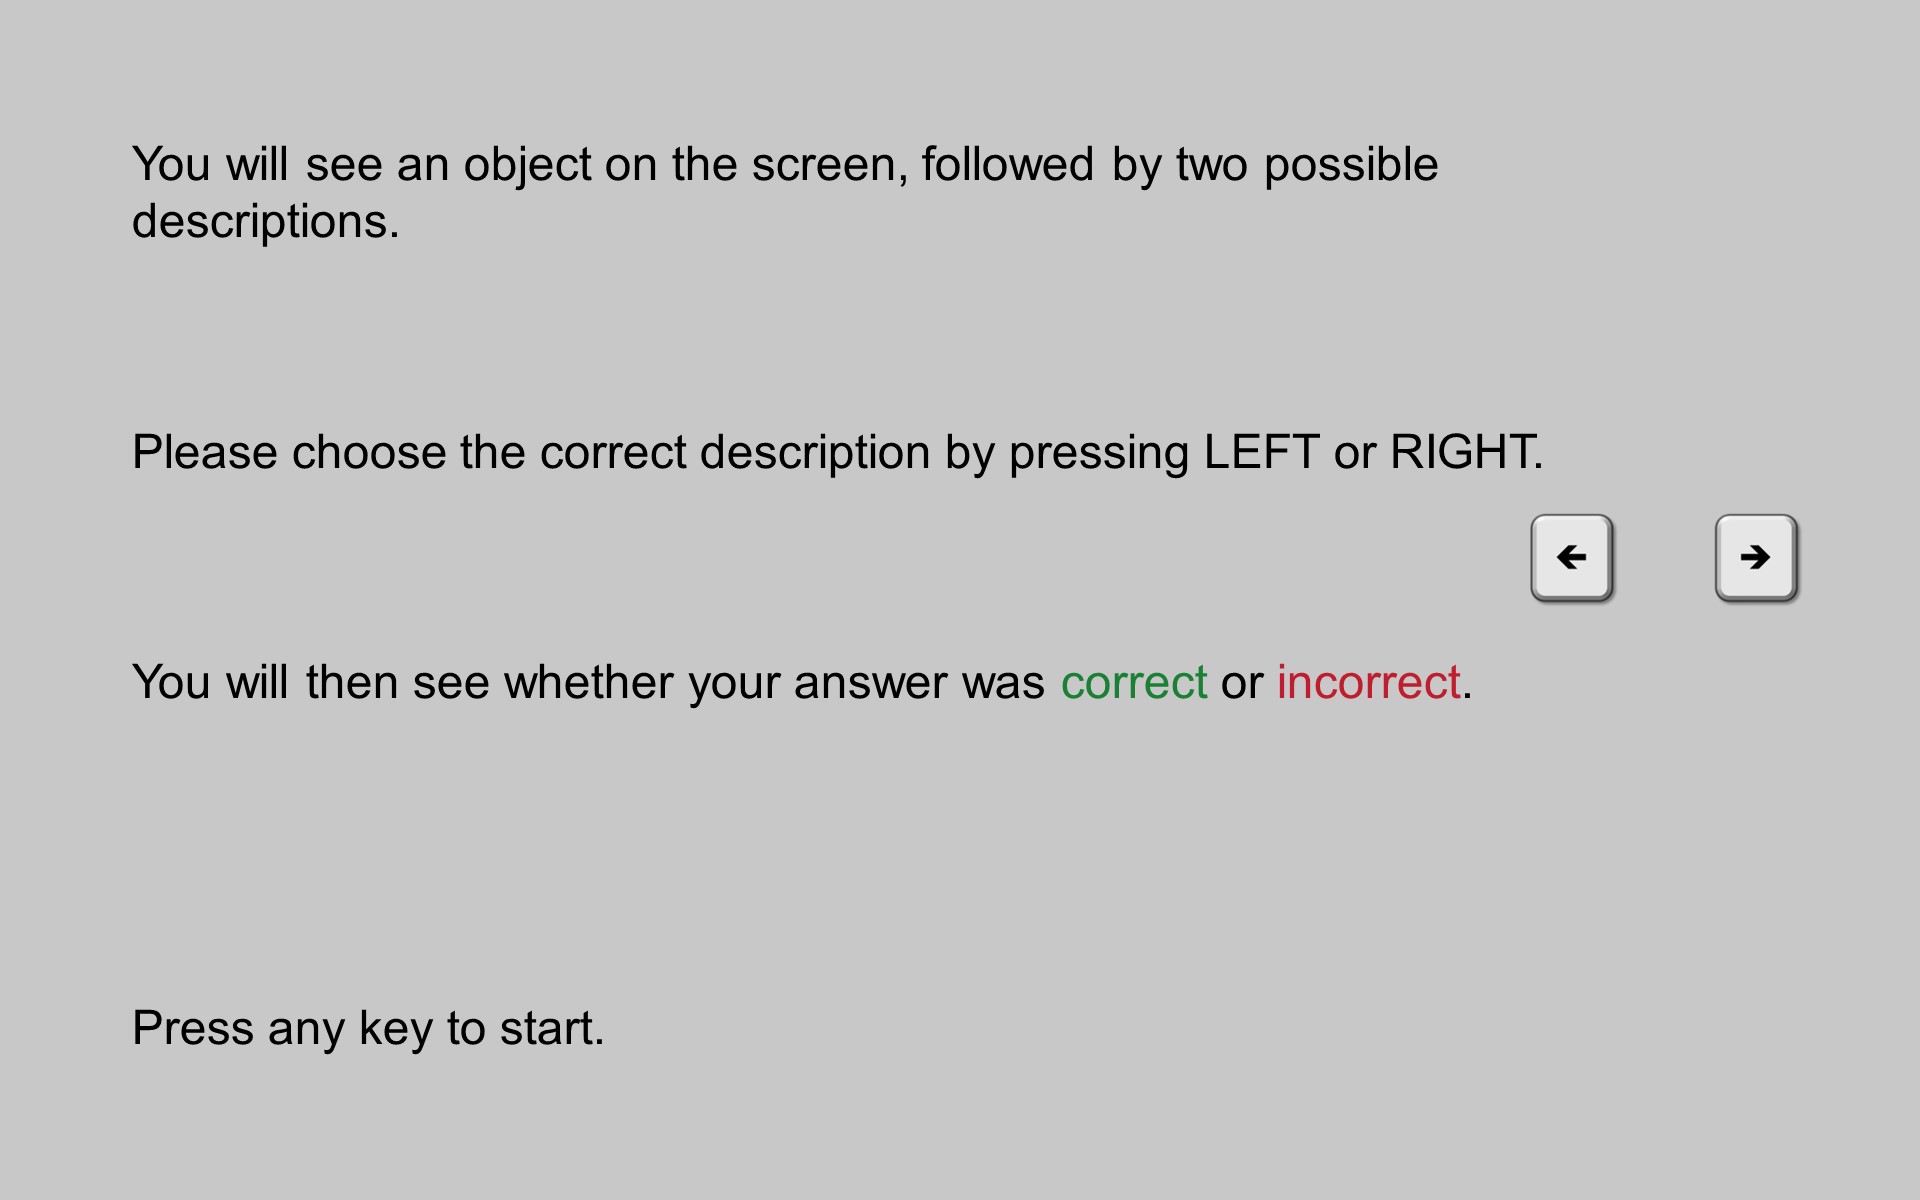 You will see an object on the screen, followed by two possible
descriptions.
Please choose the correct description by pressing LEFT or RIGHT.
You will then see whether your answer was correct or incorrect.
Press any key to start.